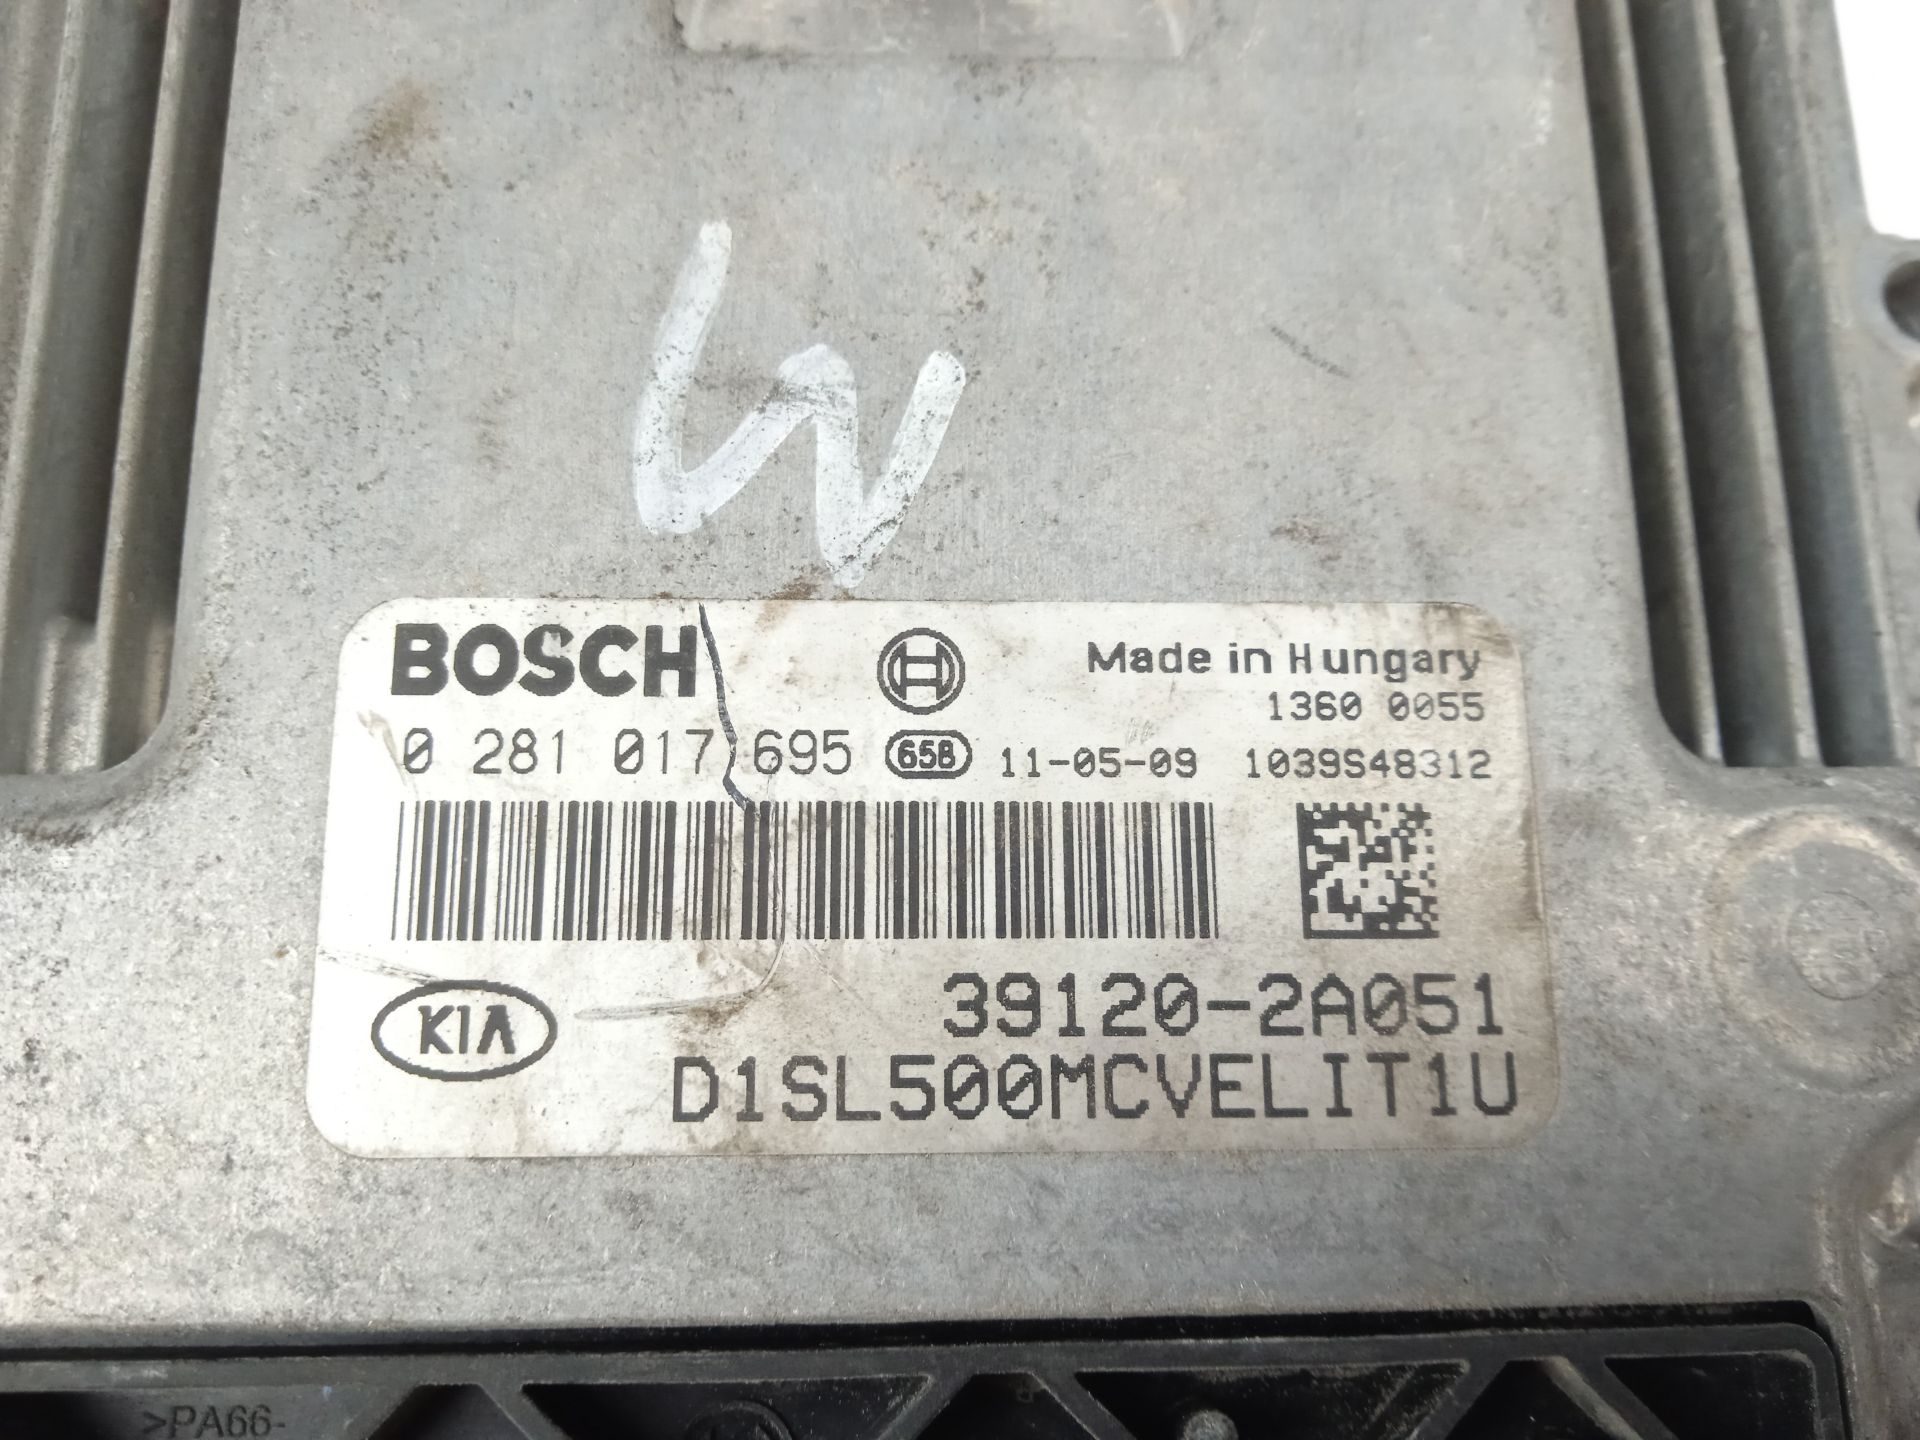 W
BOSCH
Made in Hungary
1360 0055
0 281 017 695 658 11-05-09 1039S48312
KIA
39120-2A051
D1SL500MCVELIT1U
>PA66-